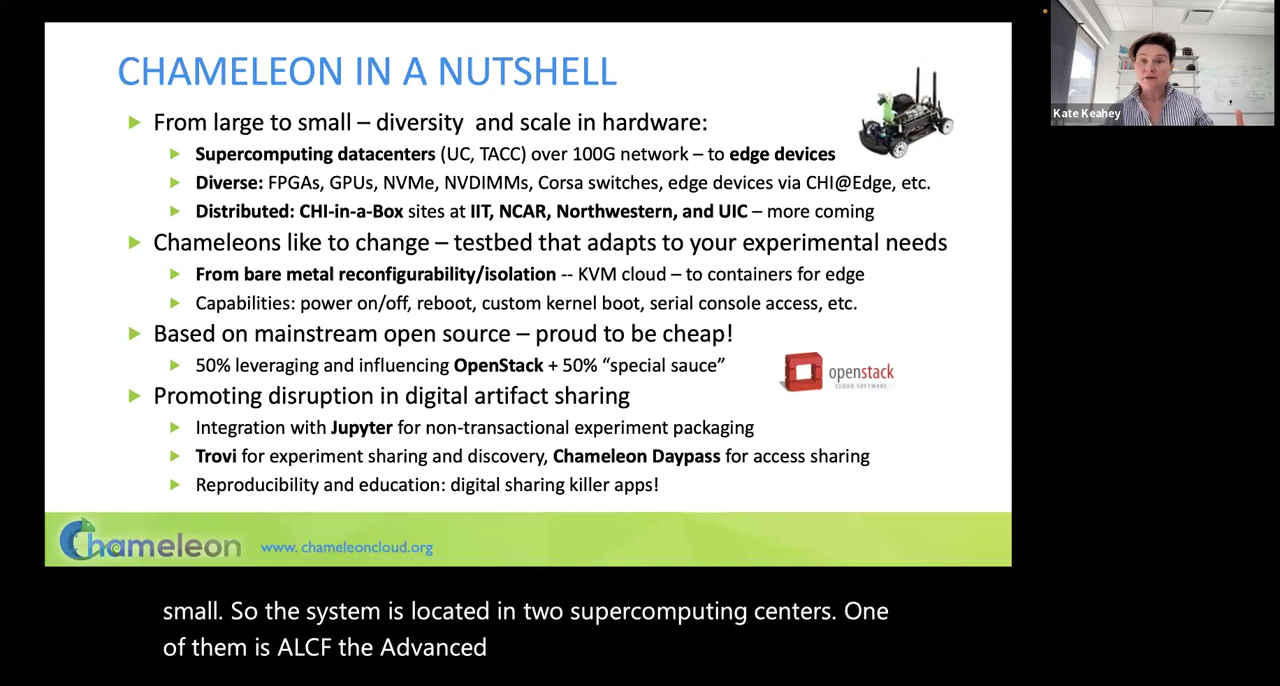 CHAMELEON IN A NUTSHELL
Kate Keahey
From large to small – diversity and scale in hardware:
Supercomputing datacenters (UC, TACC) over 100G network – to edge devices
Diverse: FPGAs, GPUs, NVMe, NVDIMMs, Corsa switches, edge devices via CHI@Edge, etc.
Distributed: CHI-in-a-Box sites at IIT, NCAR, Northwestern, and UIC – more coming
Chameleons like to change – testbed that adapts to your experimental needs
From bare metal reconfigurability/isolation -- KVM cloud – to containers for edge
Capabilities: power on/off, reboot, custom kernel boot, serial console access, etc.
Based on mainstream open source – proud to be cheap!
50% leveraging and influencing OpenStack + 50% “special sauce”
openstack
CLOUD SOFTWARE
Promoting disruption in digital artifact sharing
Integration with Jupyter for non-transactional experiment packaging
Trovi for experiment sharing and discovery, Chameleon Daypass for access sharing
Reproducibility and education: digital sharing killer apps!
Chameleon
www. chameleoncloud.org
small. So the system is located in two supercomputing centers. One
of them is ALCF the Advanced